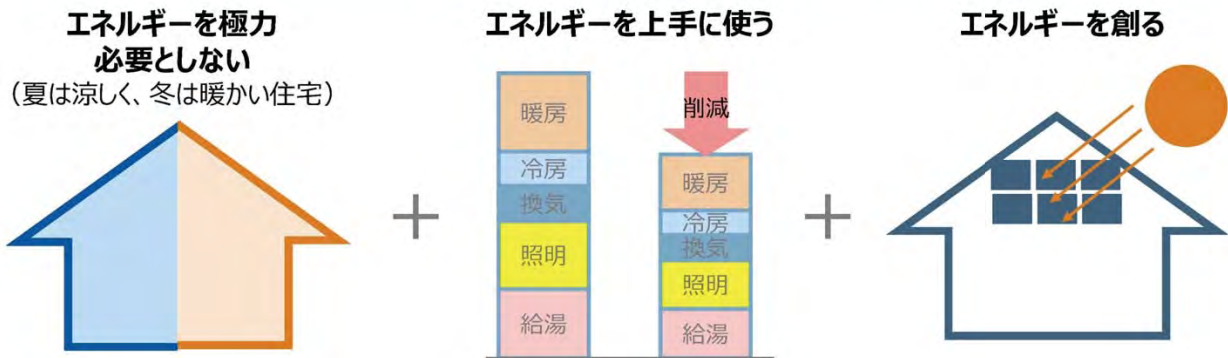 エネルギーを極力
必要としない
（夏は涼しく、冬は暖かい住宅）
エネルギーを上手に使う
暖房
冷房
換気
照明
給湯
削減
暖房
冷房
換気
照明
給湯
エネルギーを創る